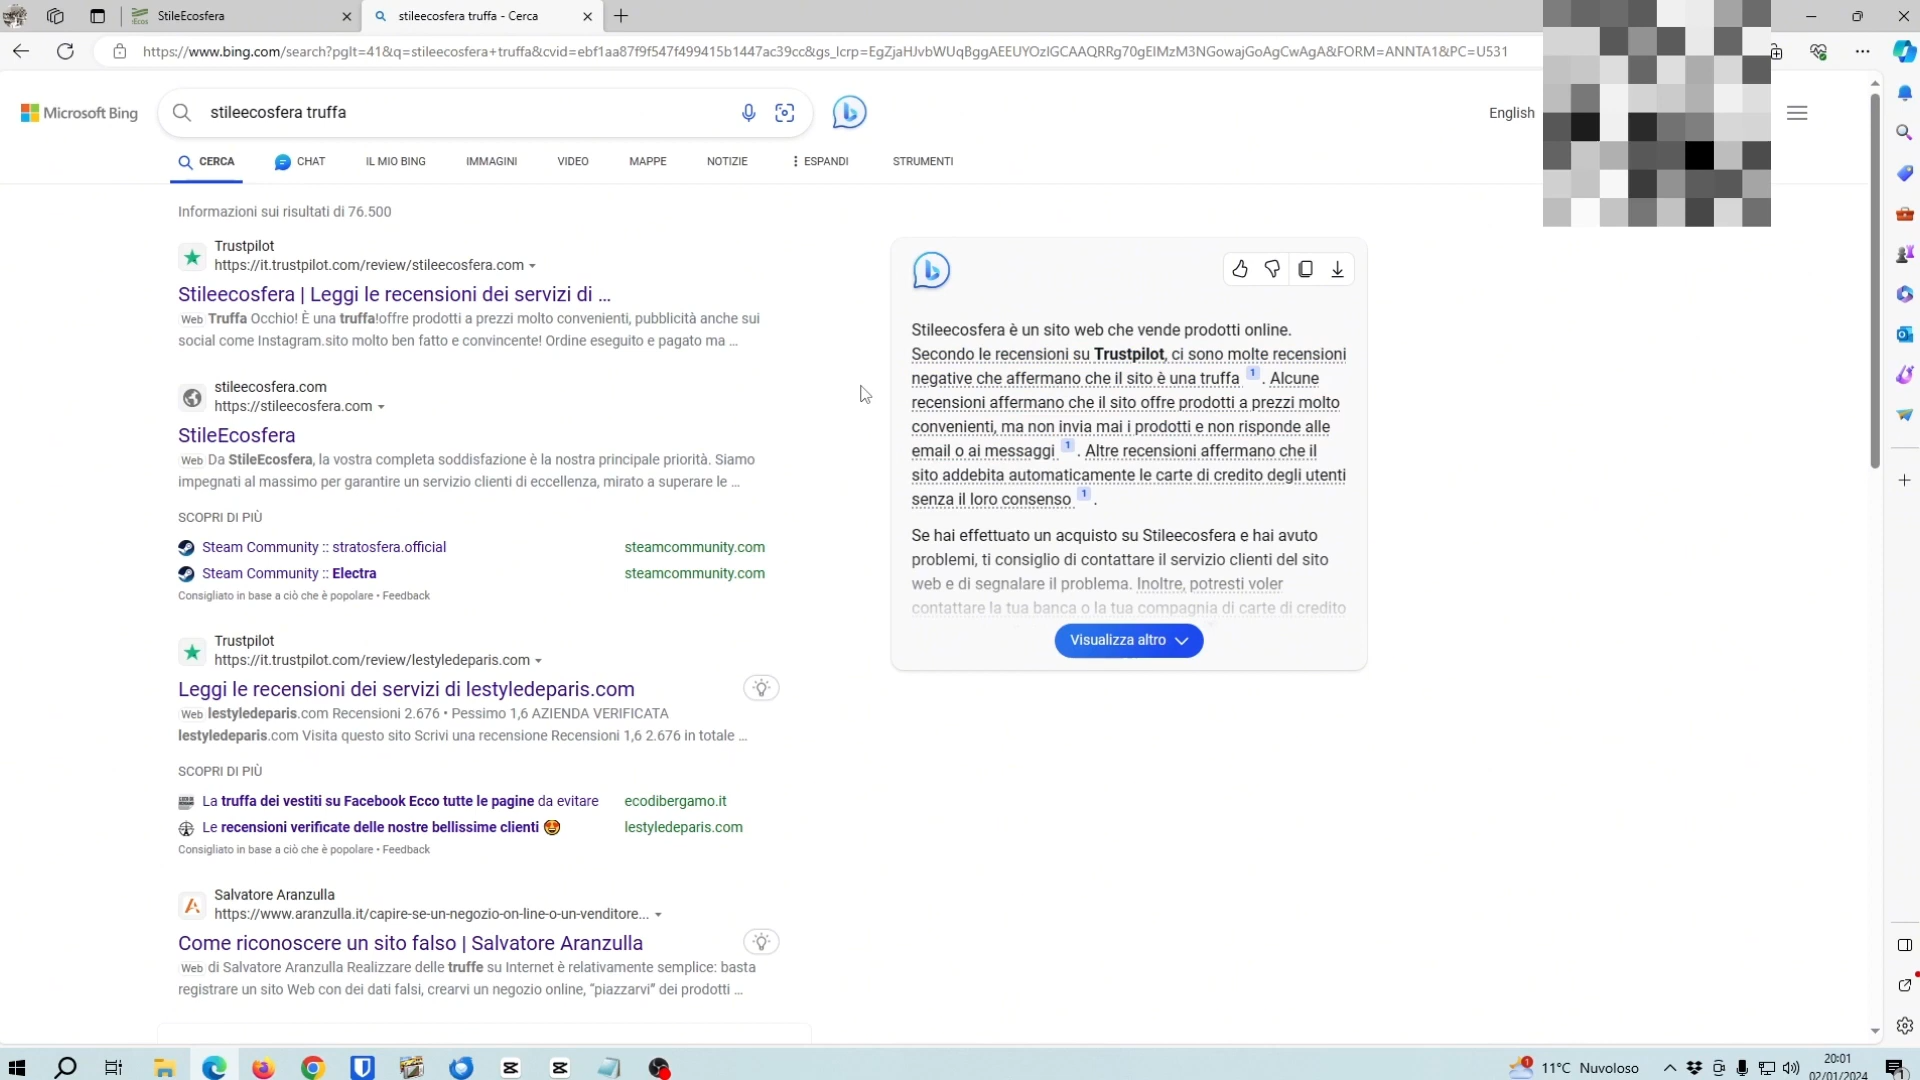 StileEcosfera
stileecosfera truffa - Cerca
https://www.bing.com/search?pglt=41&q=stileecosfera+truffa&cvid=ebf1aa87f9f547f499415b1447ac39cc&gs_lcrp=EgZjaHJvbWUqBggAEEUYOzIGCAAQRRg70gEIMzM3NGowajGoAgCwAgA&FORM=ANNTA1&PC=U531
Microsoft Bing
stileecosfera truffa
English
CERCA
CHAT
IL MIO BING
IMMAGINI
VIDEO
MAPPE
NOTIZIE
ESPANDI
STRUMENTI
Informazioni sui risultati di 76.500
Trustpilot
https://it.trustpilot.com/review/stileecosfera.com
Stileecosfera | Leggi le recensioni dei servizi di ...
Web Truffa Occhio! È una truffa!offre prodotti a prezzi molto convenienti, pubblicità anche sui
social come Instagram.sito molto ben fatto e convincente! Ordine eseguito e pagato ma ...
stileecosfera.com
https://stileecosfera.com
StileEcosfera
Web Da StileEcosfera, la vostra completa soddisfazione è la nostra principale priorità. Siamo
impegnati al massimo per garantire un servizio clienti di eccellenza, mirato a superare le ...
SCOPRI DI PIÙ
Steam Community :: stratosfera.official
steamcommunity.com
Steam Community :: Electra
steamcommunity.com
Consigliato in base a ciò che è popolare • Feedback
Trustpilot
https://it.trustpilot.com/review/lestyledeparis.com
Leggi le recensioni dei servizi di lestyledeparis.com
Web lestyledeparis.com Recensioni 2.676 • Pessimo 1,6 AZIENDA VERIFICATA
lestyledeparis.com Visita questo sito Scrivi una recensione Recensioni 1,6 2.676 in totale ...
SCOPRI DI PIÙ
La truffa dei vestiti su Facebook Ecco tutte le pagine da evitare
ecodibergamo.it
Le recensioni verificate delle nostre bellissime clienti 🤩
lestyledeparis.com
Consigliato in base a ciò che è popolare • Feedback
Salvatore Aranzulla
https://www.aranzulla.it/capire-se-un-negozio-on-line-o-un-venditore...
Come riconoscere un sito falso | Salvatore Aranzulla
Web di Salvatore Aranzulla Realizzare delle truffe su Internet è relativamente semplice: basta
registrare un sito Web con dei dati falsi, crearvi un negozio online, “piazzarvi” dei prodotti ...
Stileecosfera è un sito web che vende prodotti online.
Secondo le recensioni su Trustpilot, ci sono molte recensioni
negative che affermano che il sito è una truffa 1 . Alcune
recensioni affermano che il sito offre prodotti a prezzi molto
convenienti, ma non invia mai i prodotti e non risponde alle
email o ai messaggi 1 . Altre recensioni affermano che il
sito addebita automaticamente le carte di credito degli utenti
senza il loro consenso 1 .
Se hai effettuato un acquisto su Stileecosfera e hai avuto
problemi, ti consiglio di contattare il servizio clienti del sito
web e di segnalare il problema. Inoltre, potresti voler
contattare la tua banca o la tua compagnia di carte di credito
Visualizza altro
11°C Nuvoloso
20:01
02/01/2024